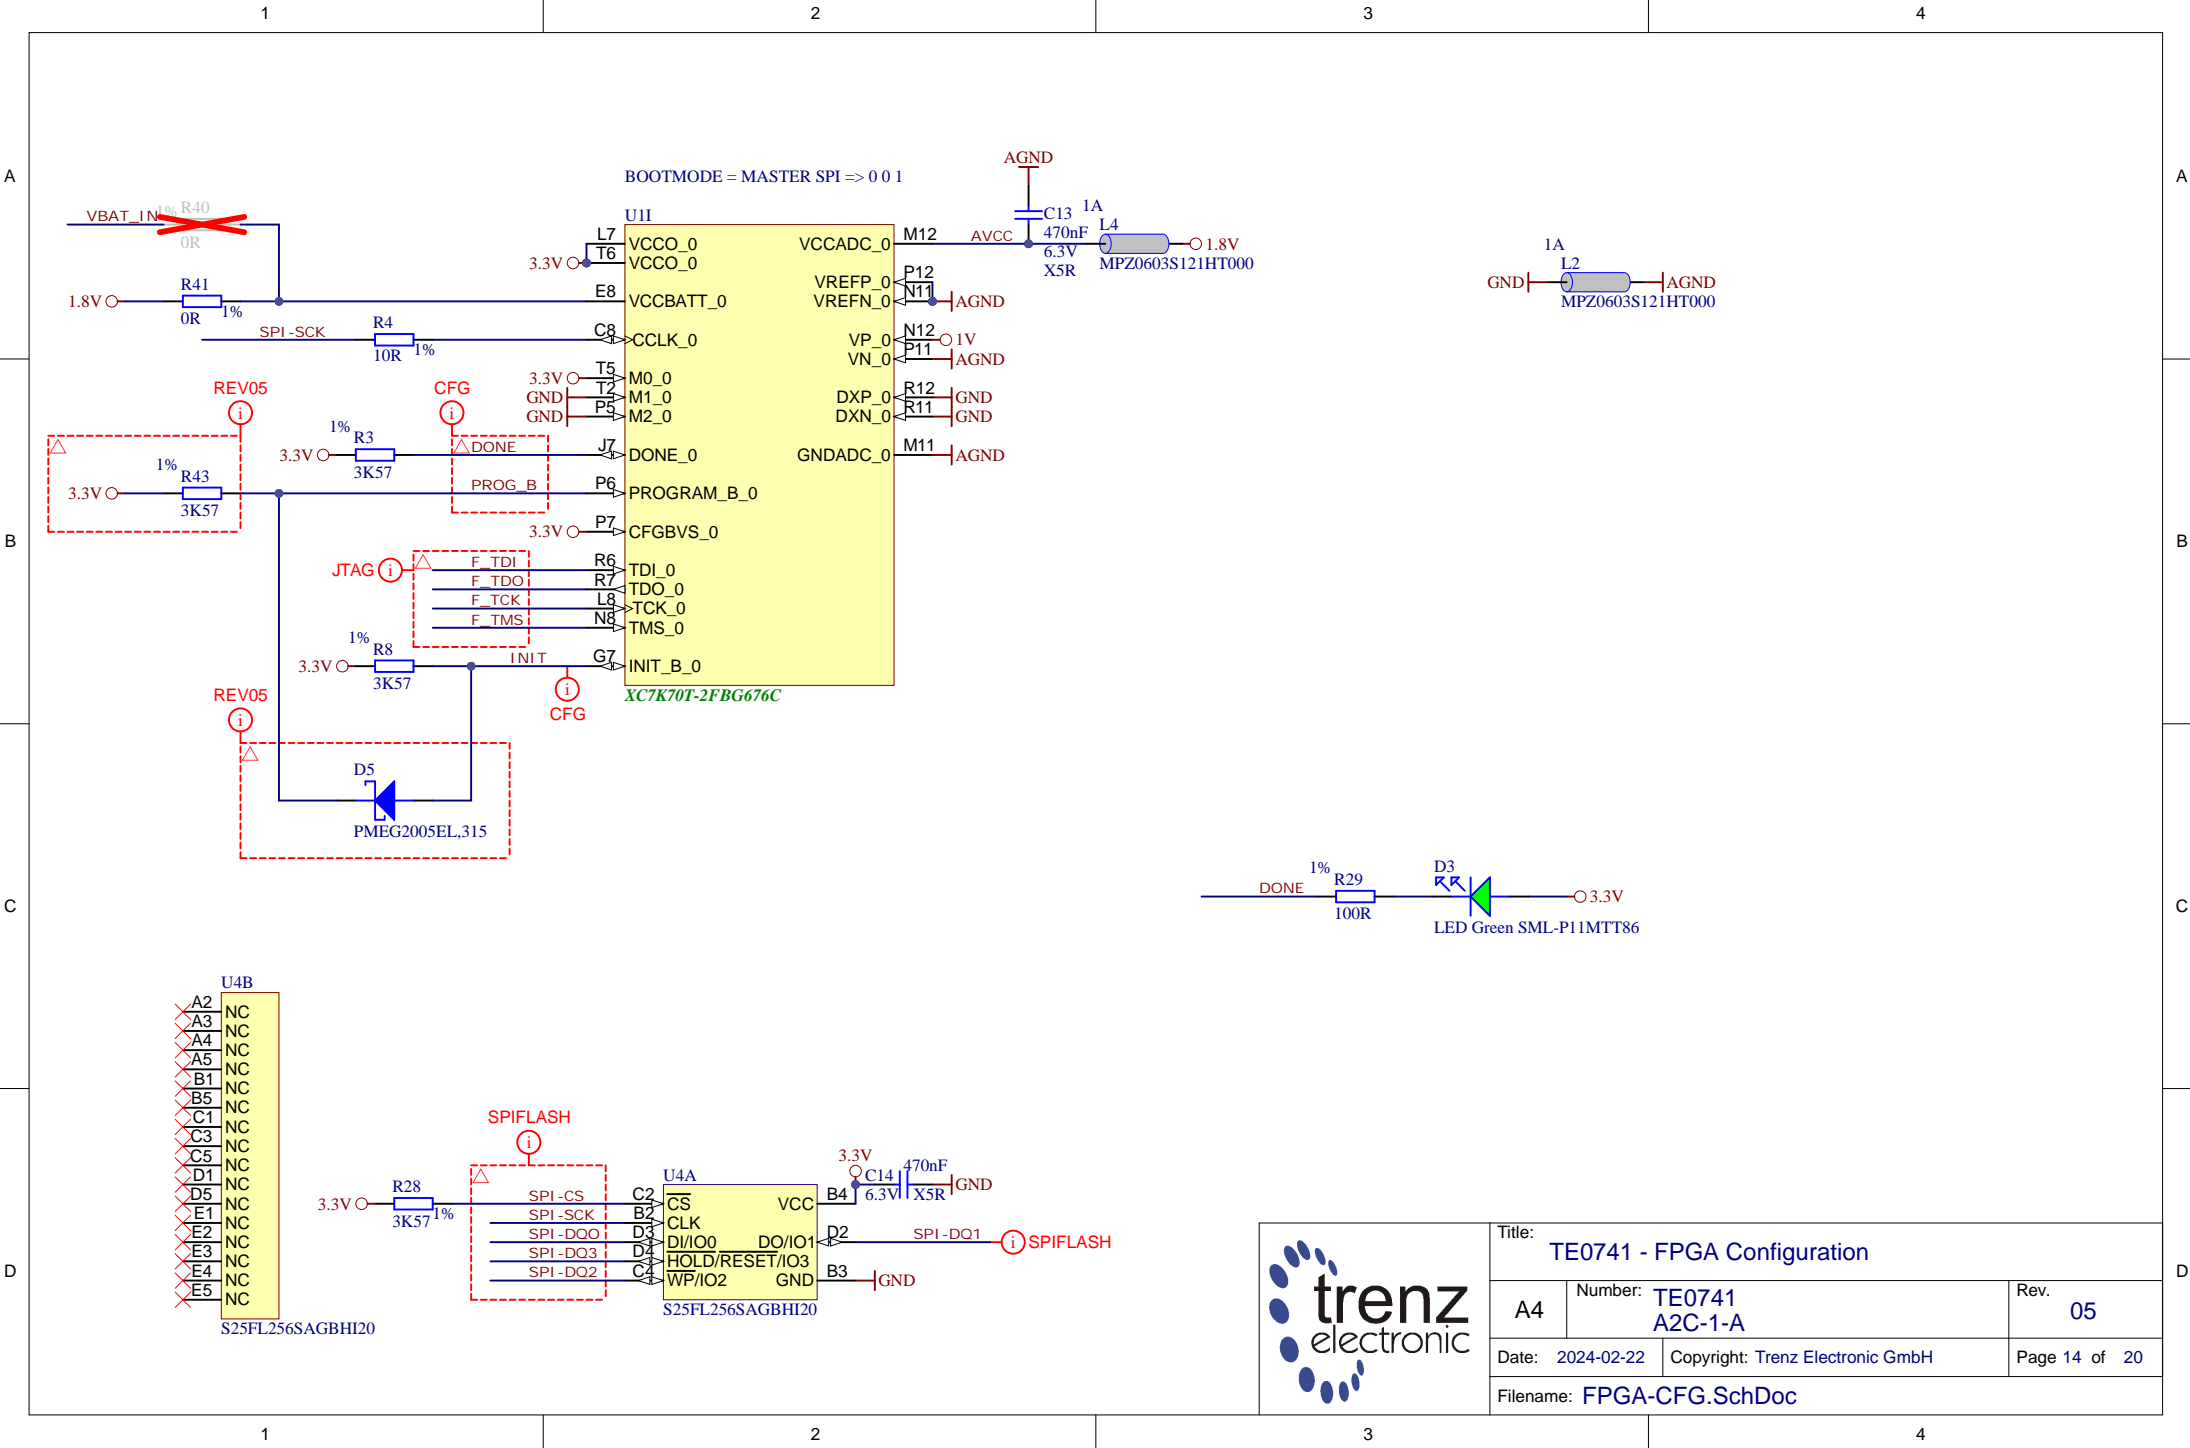 1 2 3 4
A A
B B
C C
D D
BOOTMODE = MASTER SPI => 0 0 1
VBAT_IN
1% R40
0R
1.8V
R41
0R 1%
SPI-SCK
R4
10R 1%
U1I
3.3V
L7 VCCO_0
T6 VCCO_0
E8 VCCBATT_0
C8 CCLK_0
3.3V T5 M0_0
GND T2 M1_0
GND P5 M2_0
J7 DONE_0
P6 PROGRAM_B_0
3.3V P7 CFGBVS_0
R6 TDI_0
R7 TDO_0
L8 TCK_0
N8 TMS_0
G7 INIT_B_0
XC7K70T-2FBG676C
VCCADC_0 M12
VREFP_0 P12
VREFN_0 N11 AGND
VP_0 N12 1V
VN_0 P11 AGND
DXP_0 R12 GND
DXN_0 R11 GND
GNDADC_0 M11 AGND
AGND
AVCC
C13
470nF
6.3V
X5R
1A
L4
1.8V
MPZ0603S121HT000
1A
L2
GND AGND
MPZ0603S121HT000
REV05
1%
R43
3.3V
3K57
CFG
1%
R3
3.3V
3K57
DONE
PROG_B
JTAG
F_TDI
F_TDO
F_TCK
F_TMS
1%
R8
3.3V
3K57
INIT
CFG
REV05
D5
PMEG2005EL,315
DONE
1%
R29
100R
D3
3.3V
LED Green SML-P11MTT86
U4B
A2 NC
A3 NC
A4 NC
A5 NC
B1 NC
B5 NC
C1 NC
C3 NC
C5 NC
D1 NC
D5 NC
E1 NC
E2 NC
E3 NC
E4 NC
E5 NC
S25FL256SAGBHI20
SPIFLASH
3.3V
R28
3K57 1%
U4A
SPI-CS C2 CS
SPI-SCK B2 CLK
SPI-DQ0 D3 DI/IO0
SPI-DQ3 D4 HOLD/RESET/IO3
SPI-DQ2 C4 WP/IO2
VCC B4
DO/IO1 D2
GND B3 GND
S25FL256SAGBHI20
3.3V
C14
470nF
6.3V X5R
GND
SPI-DQ1
SPIFLASH
trenz
electronic
Title:
TE0741 - FPGA Configuration
A4
Number: TE0741
A2C-1-A
Rev.
05
Date: 2024-02-22
Copyright: Trenz Electronic GmbH
Page 14 of 20
Filename: FPGA-CFG.SchDoc
1 2 3 4